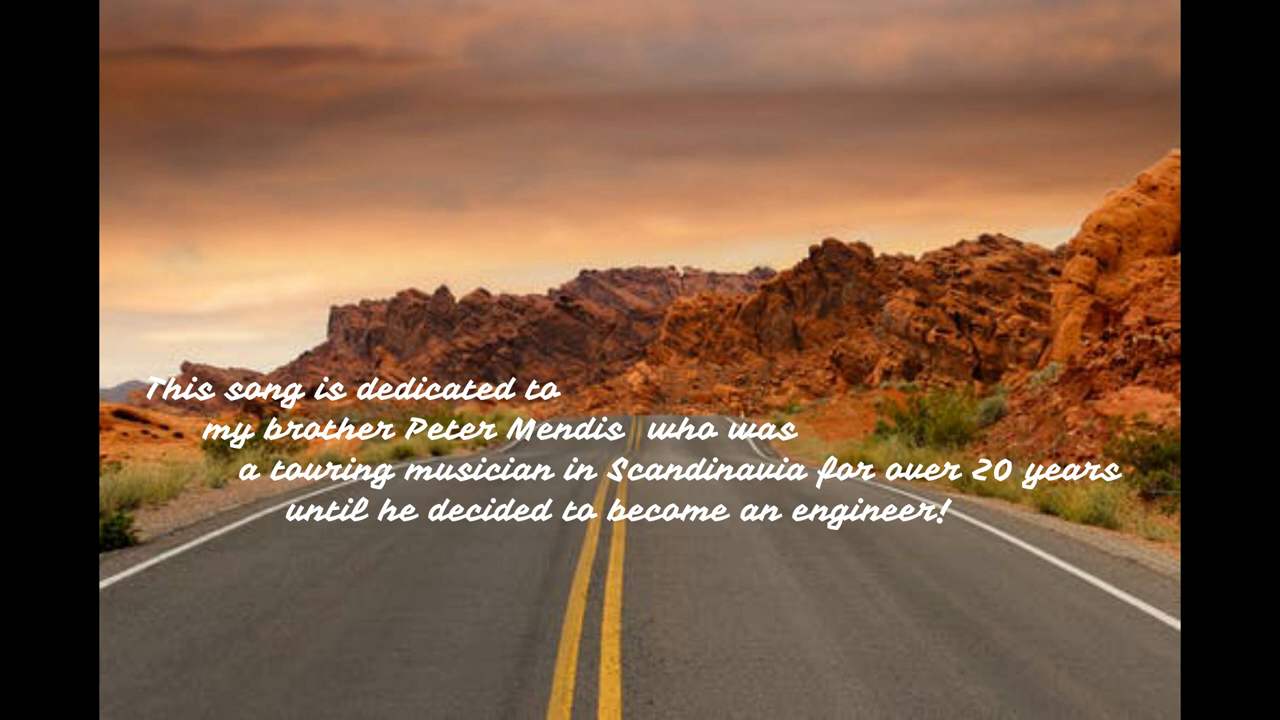 This song is dedicated to
my brother Peter Mendis who was
a touring musician in Scandinavia for over 20 years
until he decided to become an engineer!